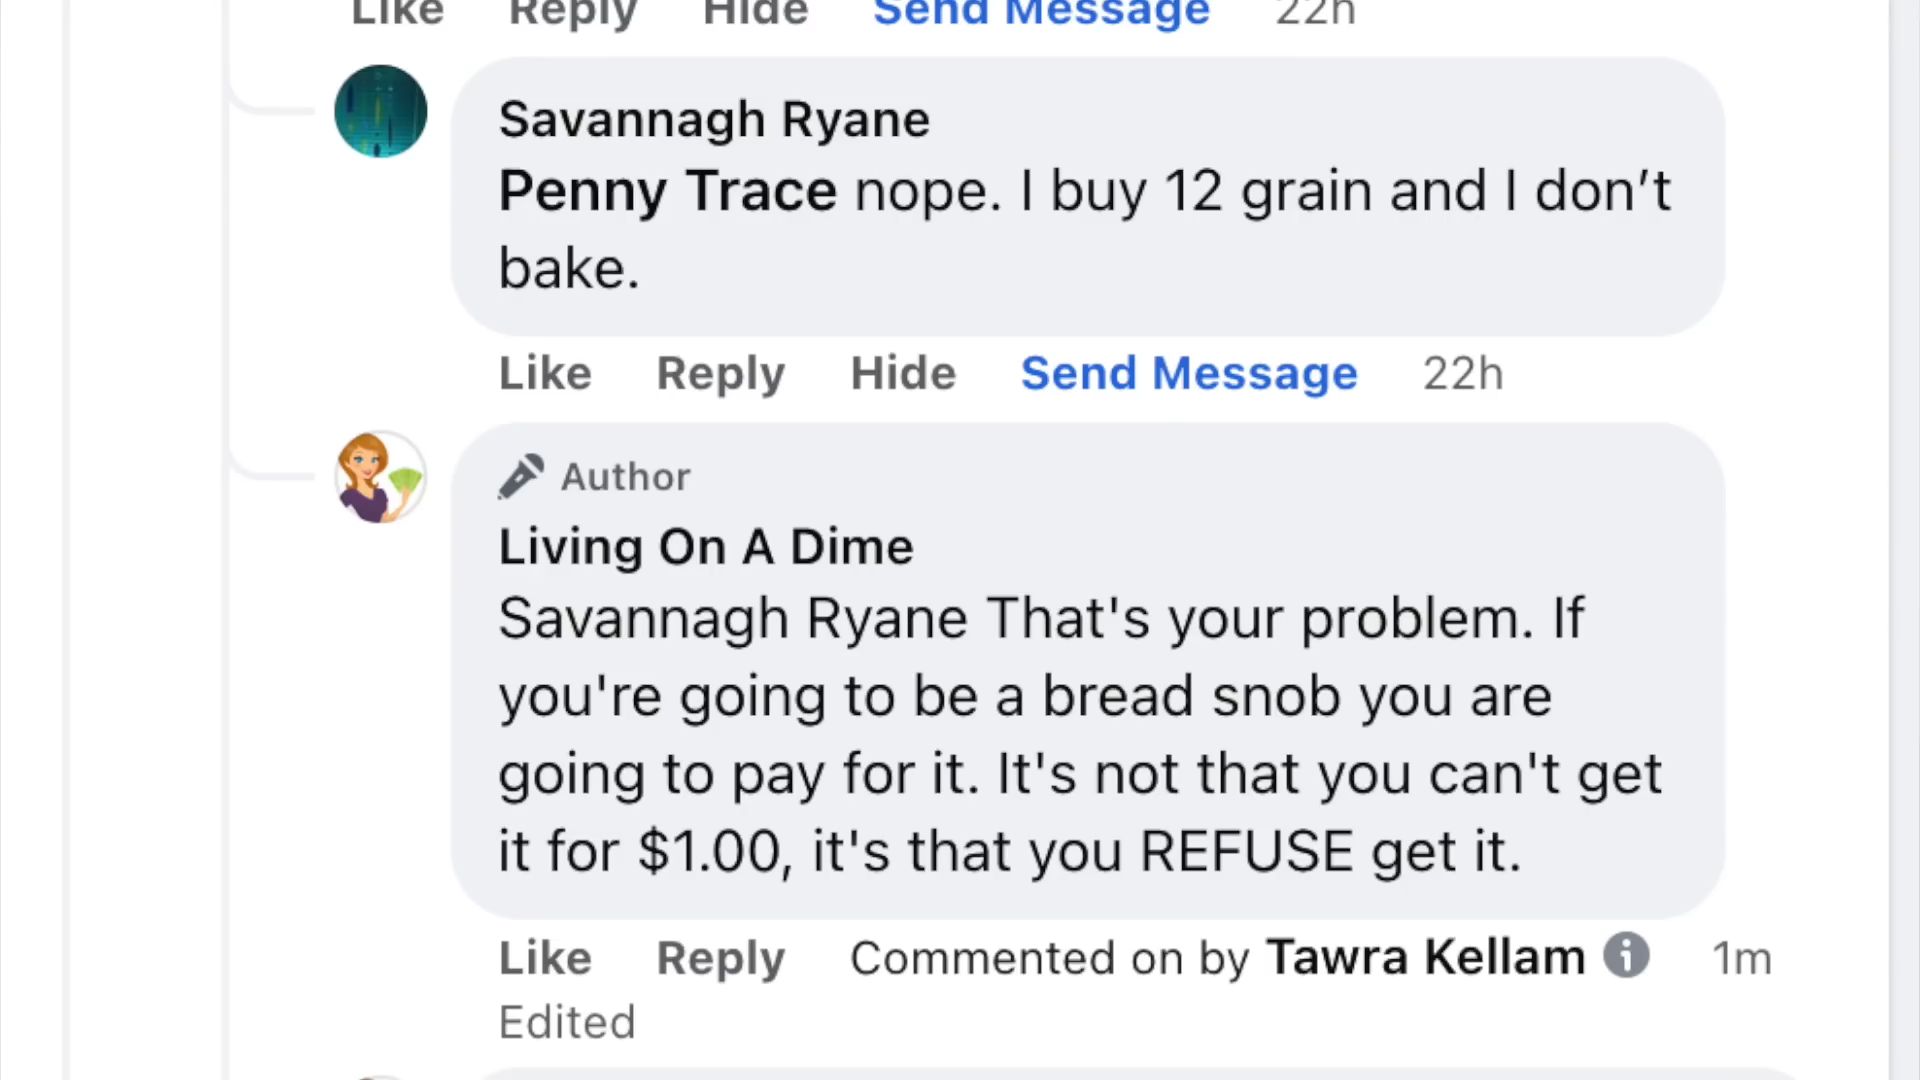 Like Reply Hide Send Message 22h
Savannagh Ryane
Penny Trace nope. I buy 12 grain and I don’t
bake.
Like Reply Hide Send Message 22h
Author
Living On A Dime
Savannagh Ryane That's your problem. If
you're going to be a bread snob you are
going to pay for it. It's not that you can't get
it for $1.00, it's that you REFUSE get it.
Like Reply Commented on by Tawra Kellam 1m
Edited